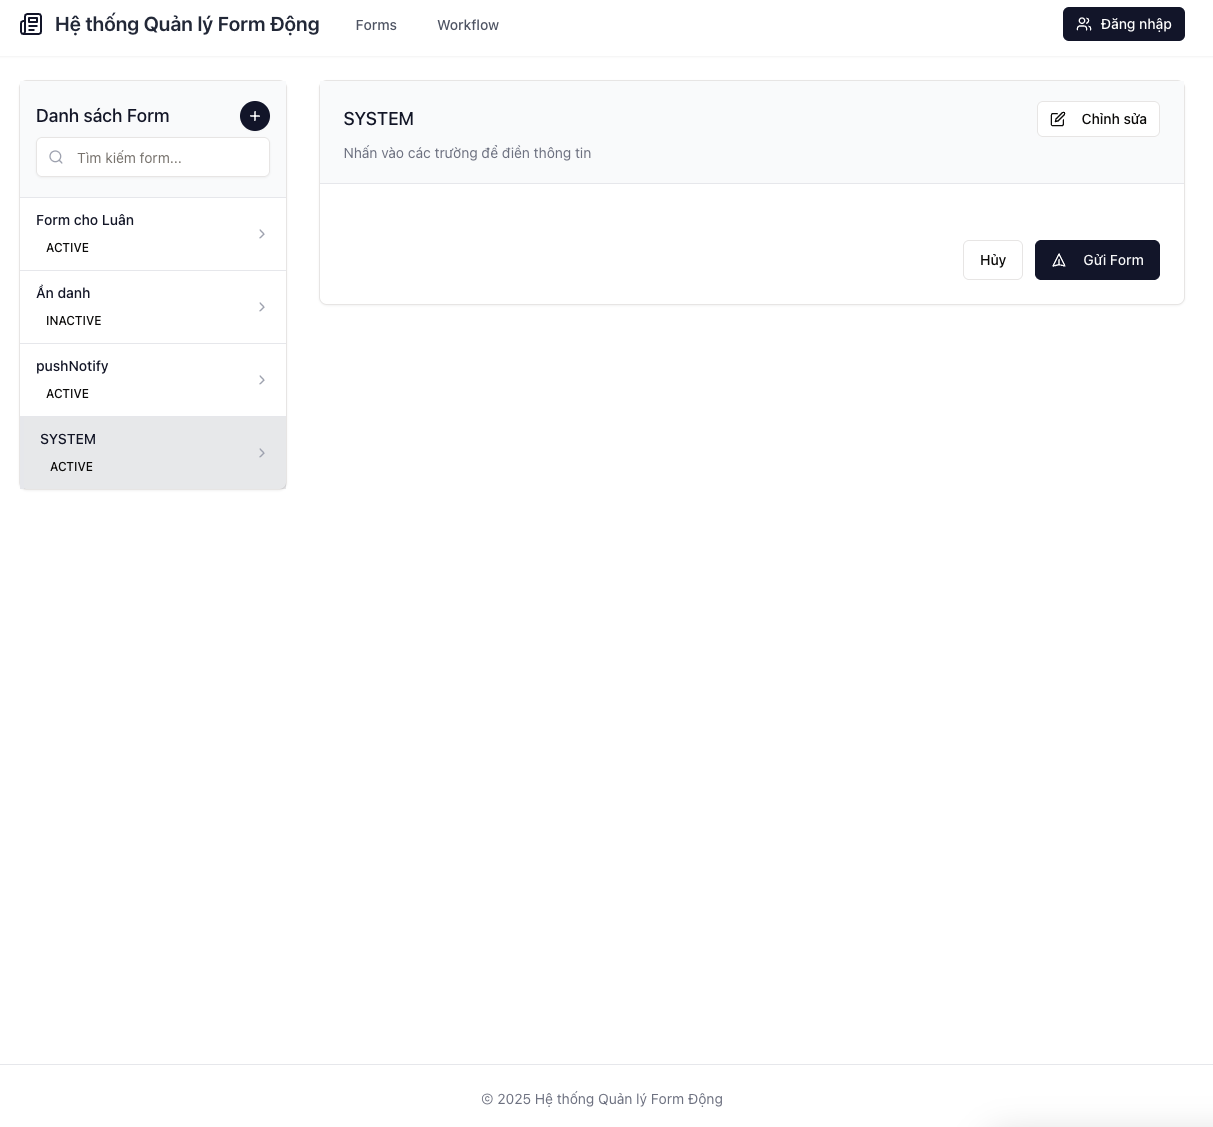 Hệ thống Quản lý Form Động
Forms
Workflow
Đăng nhập
Danh sách Form
Tìm kiếm form...
Form cho Luân
ACTIVE
Ẩn danh
INACTIVE
pushNotify
ACTIVE
SYSTEM
ACTIVE
SYSTEM
Chỉnh sửa
Nhấn vào các trường để điền thông tin
Hủy
Gửi Form
© 2025 Hệ thống Quản lý Form Động